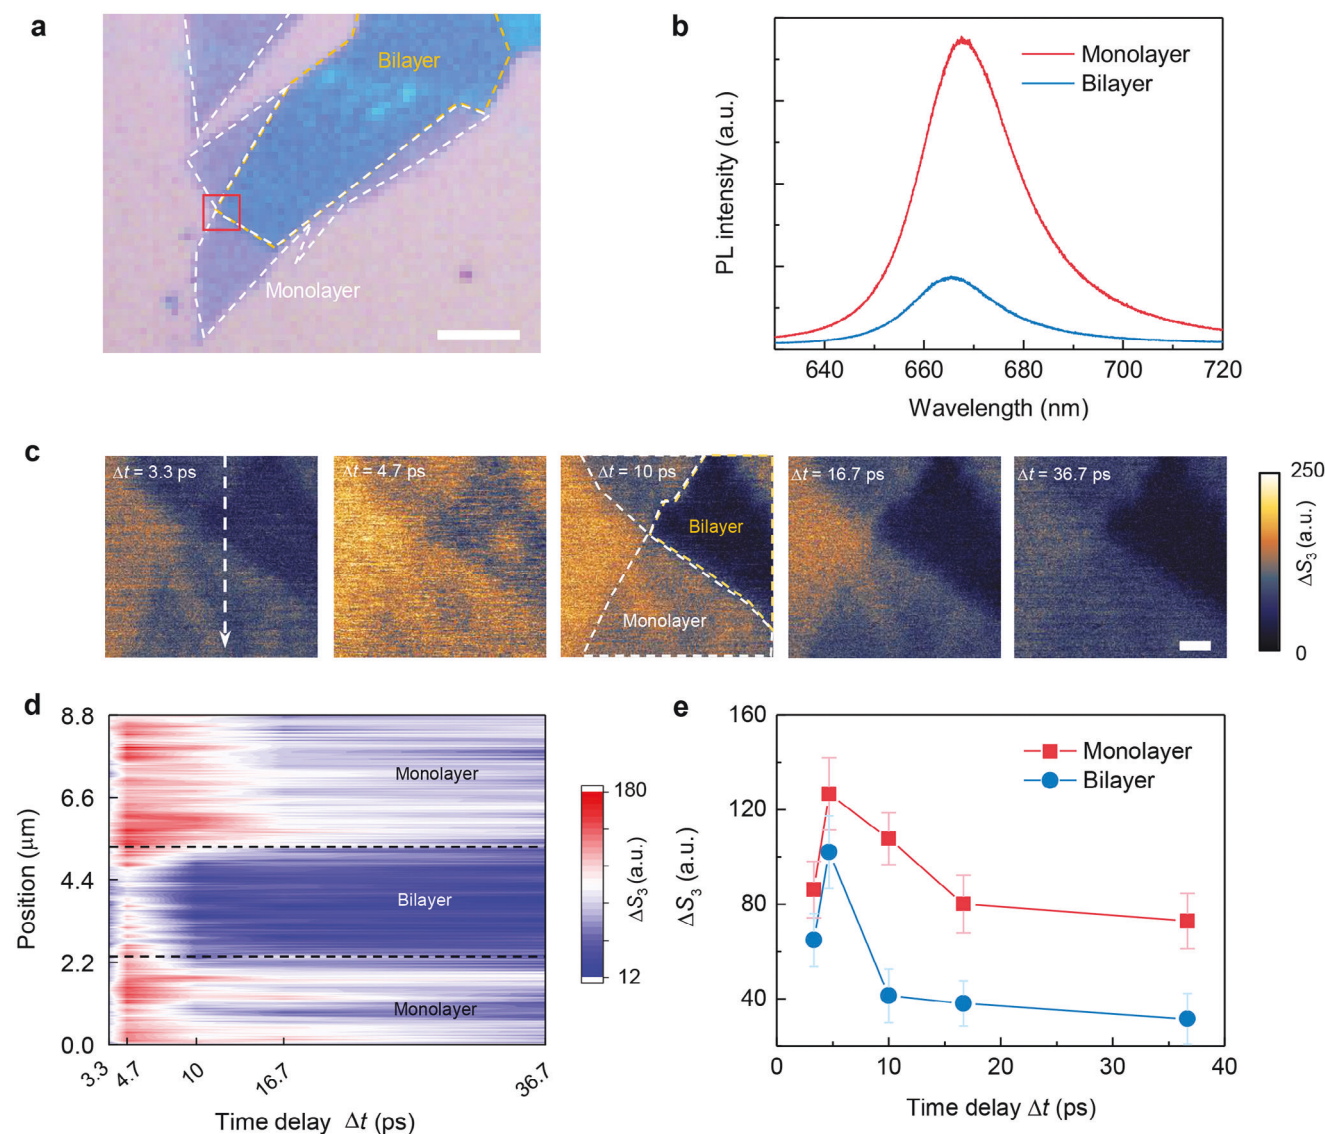 a
Bilayer
Monolayer
b
PL intensity (a.u.)
Monolayer
Bilayer
640
660
680
700
720
Wavelength (nm)
c
Δt = 3.3 ps
Δt = 4.7 ps
Δt = 10 ps
Bilayer
Monolayer
Δt = 16.7 ps
Δt = 36.7 ps
250
0
ΔS₃ (a.u.)
d
Position (μm)
8.8
6.6
4.4
2.2
0.0
Monolayer
Bilayer
Monolayer
3.3
4.7
10
16.7
36.7
Time delay Δt (ps)
180
12
ΔS₃ (a.u.)
e
ΔS₃ (a.u.)
160
120
80
40
Monolayer
Bilayer
0
10
20
30
40
Time delay Δt (ps)